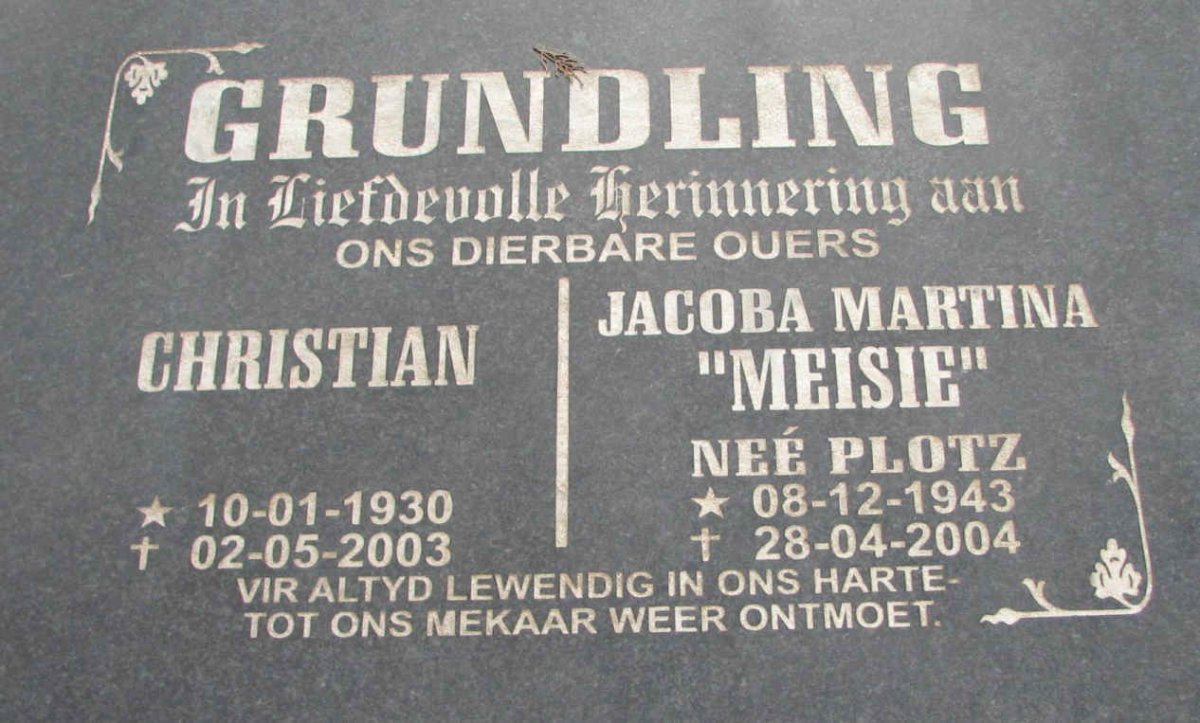 GRUNDLING
In Liefdevolle Herinnering aan
ONS DIERBARE OUERS
CHRISTIAN
★ 10-01-1930
✝ 02-05-2003
JACOBA MARTINA
"MEISIE"
NEÉ PLOTZ
★ 08-12-1943
✝ 28-04-2004
VIR ALTYD LEWENDIG IN ONS HARTE-
TOT ONS MEKAAR WEER ONTMOET.